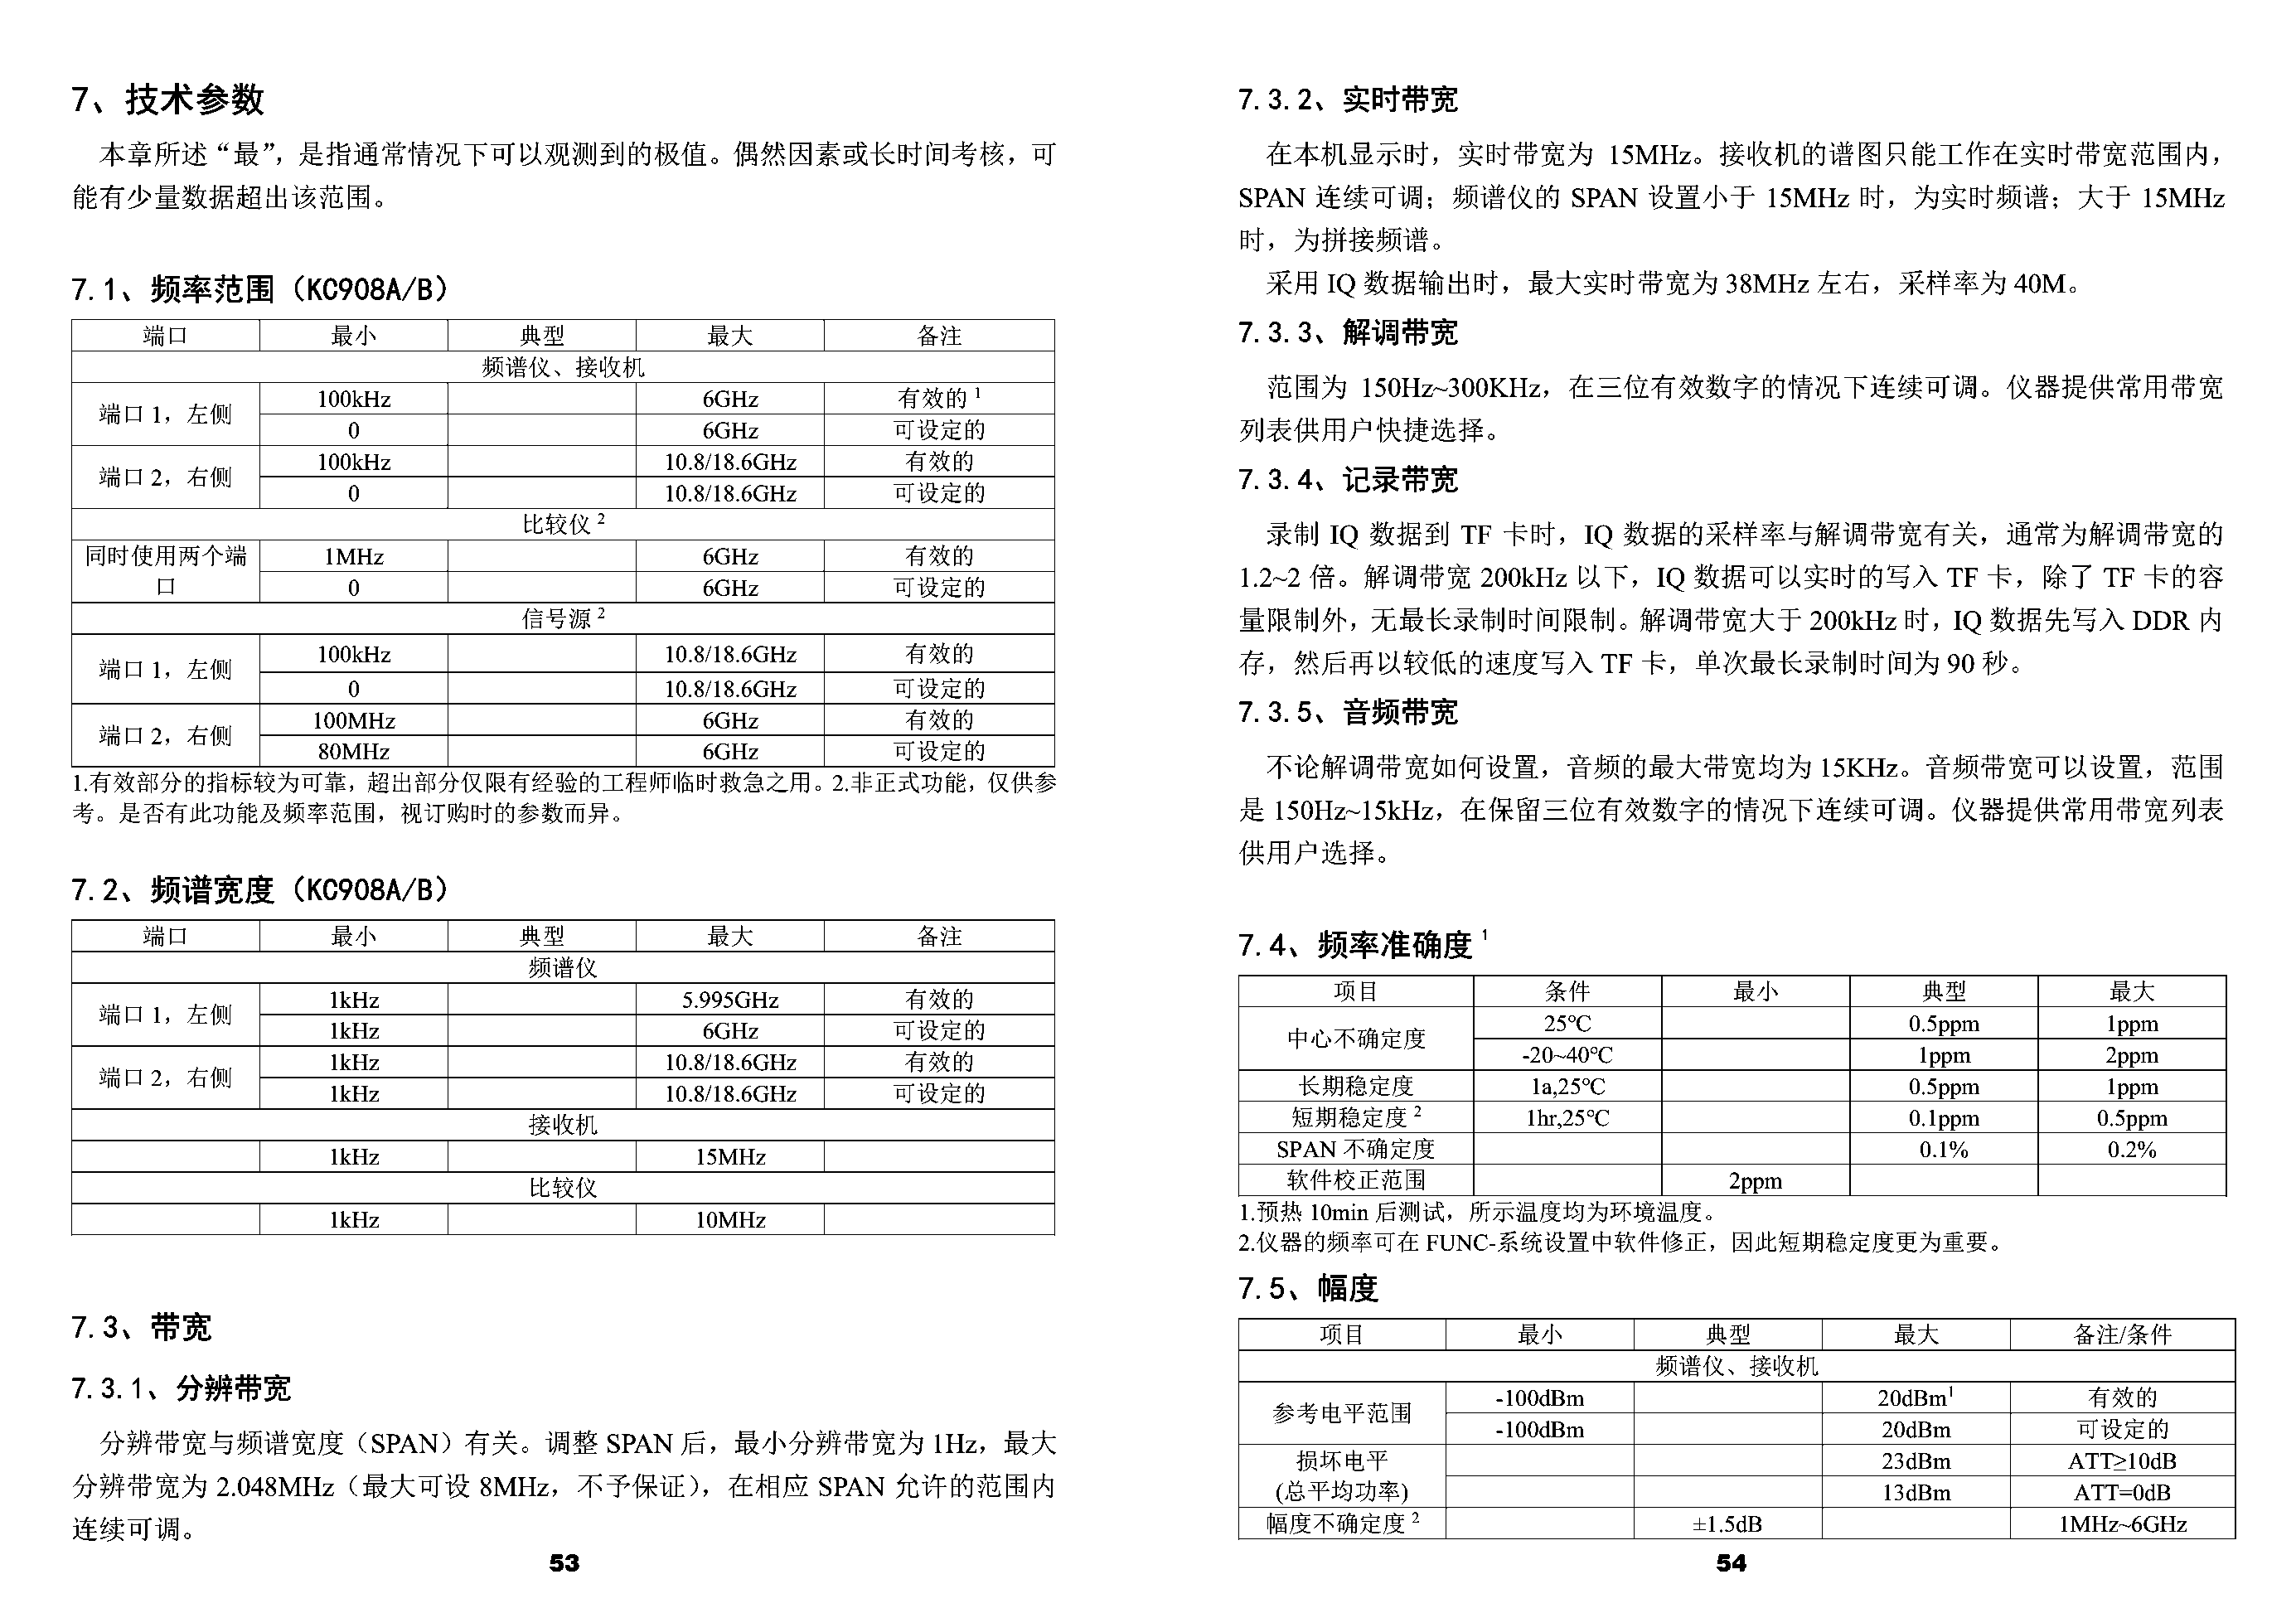 7、技术参数
本章所述“最”，是指通常情况下可以观测到的极值。偶然因素或长时间考核，可
能有少量数据超出该范围。
7.1、频率范围（KC908A/B）
端口 最小 典型 最大 备注
频谱仪、接收机
端口 1，左侧 100kHz 6GHz 有效的 1
0 6GHz 可设定的
端口 2，右侧 100kHz 10.8/18.6GHz 有效的
0 10.8/18.6GHz 可设定的
比较仪 2
同时使用两个端口 1MHz 6GHz 有效的
0 6GHz 可设定的
信号源 2
端口 1，左侧 100kHz 10.8/18.6GHz 有效的
0 10.8/18.6GHz 可设定的
端口 2，右侧 100MHz 6GHz 有效的
80MHz 6GHz 可设定的
1.有效部分的指标较为可靠，超出部分仅限有经验的工程师临时救急之用。2.非正式功能，仅供参
考。是否有此功能及频率范围，视订购时的参数而异。
7.2、频谱宽度（KC908A/B）
端口 最小 典型 最大 备注
频谱仪
端口 1，左侧 1kHz 5.995GHz 有效的
1kHz 6GHz 可设定的
端口 2，右侧 1kHz 10.8/18.6GHz 有效的
1kHz 10.8/18.6GHz 可设定的
接收机
1kHz 15MHz
比较仪
1kHz 10MHz
7.3、带宽
7.3.1、分辨带宽
分辨带宽与频谱宽度（SPAN）有关。调整 SPAN 后，最小分辨带宽为 1Hz，最大
分辨带宽为 2.048MHz（最大可设 8MHz，不予保证），在相应 SPAN 允许的范围内
连续可调。
53
7.3.2、实时带宽
在本机显示时，实时带宽为 15MHz。接收机的谱图只能工作在实时带宽范围内，
SPAN 连续可调；频谱仪的 SPAN 设置小于 15MHz 时，为实时频谱；大于 15MHz
时，为拼接频谱。
采用 IQ 数据输出时，最大实时带宽为 38MHz 左右，采样率为 40M。
7.3.3、解调带宽
范围为 150Hz~300KHz，在三位有效数字的情况下连续可调。仪器提供常用带宽
列表供用户快捷选择。
7.3.4、记录带宽
录制 IQ 数据到 TF 卡时，IQ 数据的采样率与解调带宽有关，通常为解调带宽的
1.2~2 倍。解调带宽 200kHz 以下，IQ 数据可以实时的写入 TF 卡，除了 TF 卡的容
量限制外，无最长录制时间限制。解调带宽大于 200kHz 时，IQ 数据先写入 DDR 内
存，然后再以较低的速度写入 TF 卡，单次最长录制时间为 90 秒。
7.3.5、音频带宽
不论解调带宽如何设置，音频的最大带宽均为 15KHz。音频带宽可以设置，范围
是 150Hz~15kHz，在保留三位有效数字的情况下连续可调。仪器提供常用带宽列表
供用户选择。
7.4、频率准确度 1
项目 条件 最小 典型 最大
中心不确定度 25℃ 0.5ppm 1ppm
-20~40℃ 1ppm 2ppm
长期稳定度 1a,25℃ 0.5ppm 1ppm
短期稳定度 2 1hr,25℃ 0.1ppm 0.5ppm
SPAN 不确定度 0.1% 0.2%
软件校正范围 2ppm
1.预热 10min 后测试，所示温度均为环境温度。
2.仪器的频率可在 FUNC-系统设置中软件修正，因此短期稳定度更为重要。
7.5、幅度
项目 最小 典型 最大 备注/条件
频谱仪、接收机
参考电平范围 -100dBm 20dBm1 有效的
-100dBm 20dBm 可设定的
损坏电平 23dBm ATT≥10dB
(总平均功率) 13dBm ATT=0dB
幅度不确定度 2 ±1.5dB 1MHz~6GHz
54